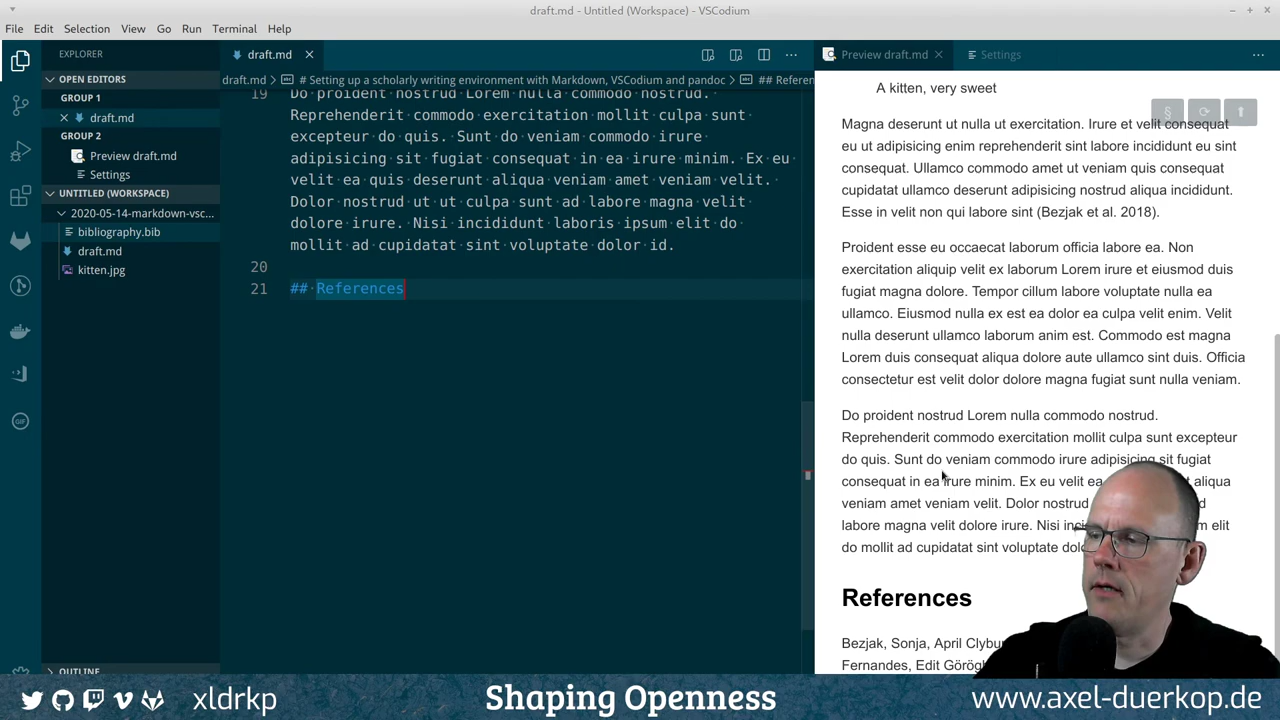 draft.md - Untitled (Workspace) - VSCodium
File Edit Selection View Go Run Terminal Help
EXPLORER
OPEN EDITORS
GROUP 1
draft.md
GROUP 2
Preview draft.md
Settings
UNTITLED (WORKSPACE)
2020-05-14-markdown-vsc...
bibliography.bib
draft.md
kitten.jpg
OUTLINE
draft.md
draft.md > # Setting up a scholarly writing environment with Markdown, VSCodium and pandoc > ## Referen
19 Do proident nostrud Lorem nulla commodo nostrud.
Reprehenderit commodo exercitation mollit culpa sunt
excepteur do quis. Sunt do veniam commodo irure
adipisicing sit fugiat consequat in ea irure minim. Ex eu
velit ea quis deserunt aliqua veniam amet veniam velit.
Dolor nostrud ut ut culpa sunt ad labore magna velit
dolore irure. Nisi incididunt laboris ipsum elit do
mollit ad cupidatat sint voluptate dolor id.
20
21 ## References
Preview draft.md Settings
A kitten, very sweet
Magna deserunt ut nulla ut exercitation. Irure et velit consequat
eu ut adipisicing enim reprehenderit sint labore incididunt eu sint
consequat. Ullamco commodo amet ut veniam quis consequat
cupidatat ullamco deserunt adipisicing nostrud aliqua incididunt.
Esse in velit non qui labore sint (Bezjak et al. 2018).
Proident esse eu occaecat laborum officia labore ea. Non
exercitation aliquip velit ex laborum Lorem irure et eiusmod duis
fugiat magna dolore. Tempor cillum labore voluptate nulla ea
ullamco. Eiusmod nulla ex est ea dolor ea culpa velit enim. Velit
nulla deserunt ullamco laborum anim est. Commodo est magna
Lorem duis consequat aliqua dolore aute ullamco sint duis. Officia
consectetur est velit dolor dolore magna fugiat sunt nulla veniam.
Do proident nostrud Lorem nulla commodo nostrud.
Reprehenderit commodo exercitation mollit culpa sunt excepteur
do quis. Sunt do veniam commodo irure adipisicing sit fugiat
consequat in ea irure minim. Ex eu velit ea aliqua
veniam amet veniam velit. Dolor nostrud
labore magna velit dolore irure. Nisi elit
do mollit ad cupidatat sint voluptate
References
Bezjak, Sonja, April
Fernandes, Edit
xldrkp
Shaping Openness
www.axel-duerkop.de